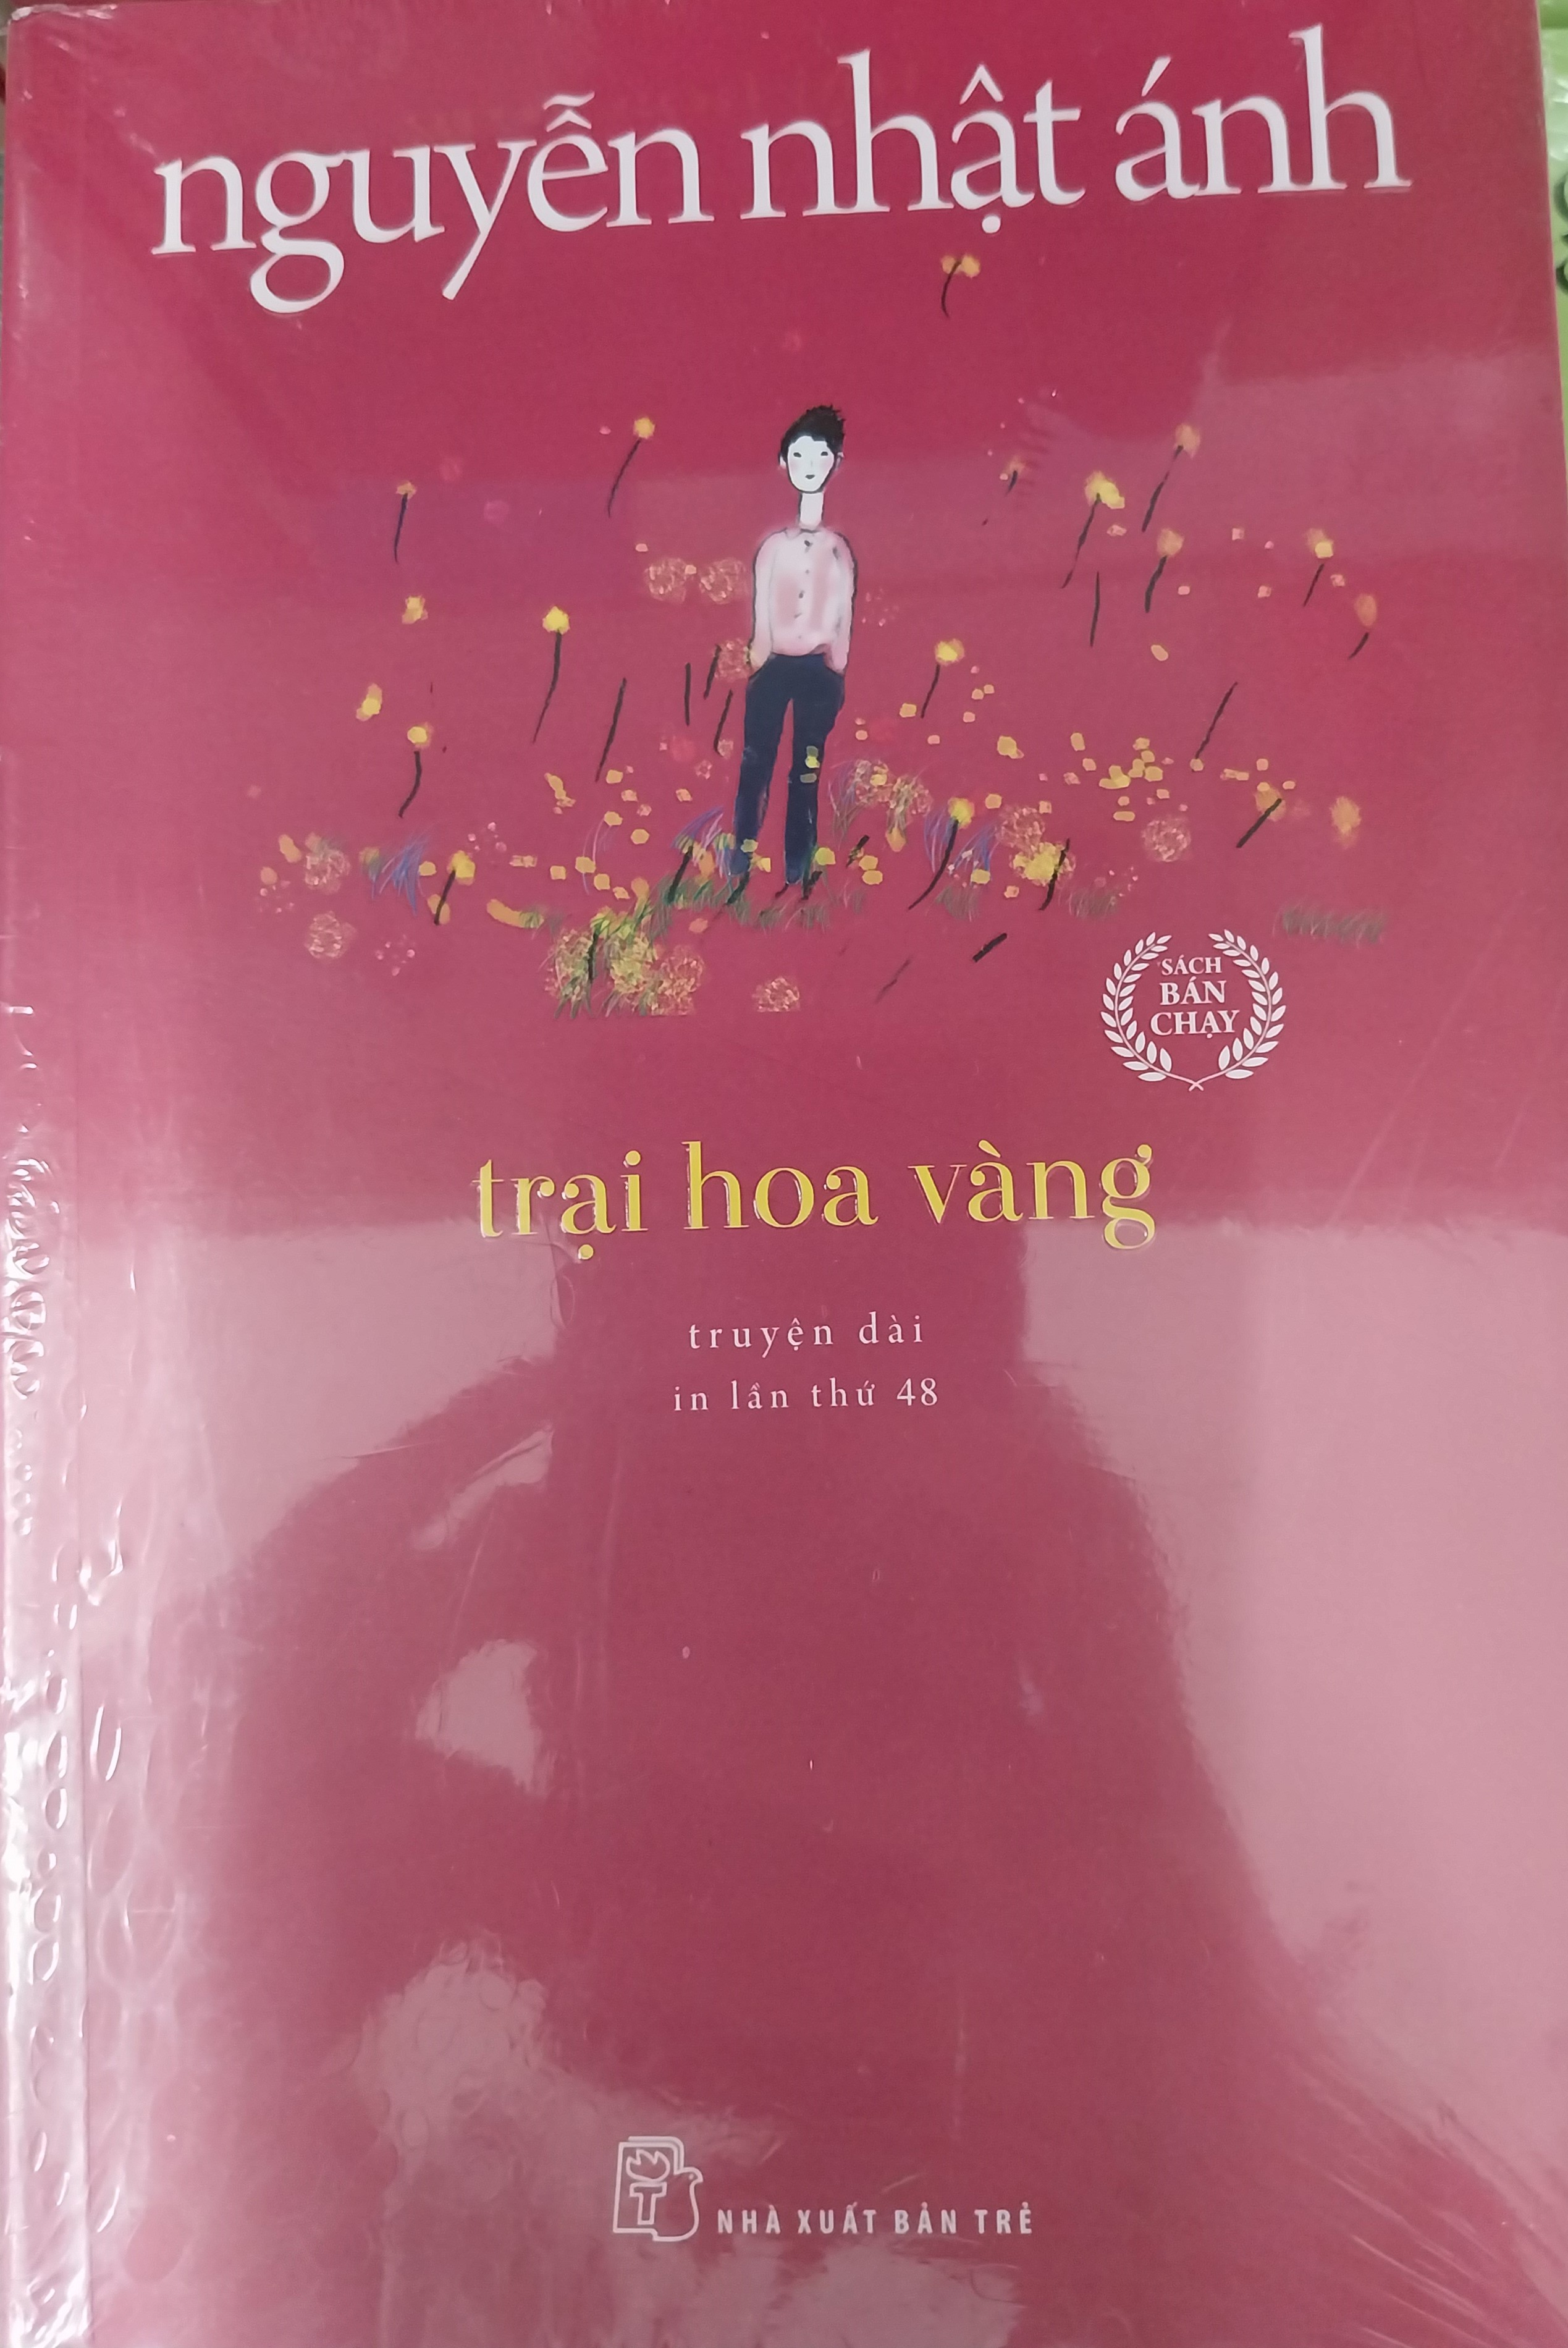 nguyễn nhật ánh
SÁCH
BÁN
CHẠY
trại hoa vàng
truyện dài
in lần thứ 48
NHÀ XUẤT BẢN TRẺ